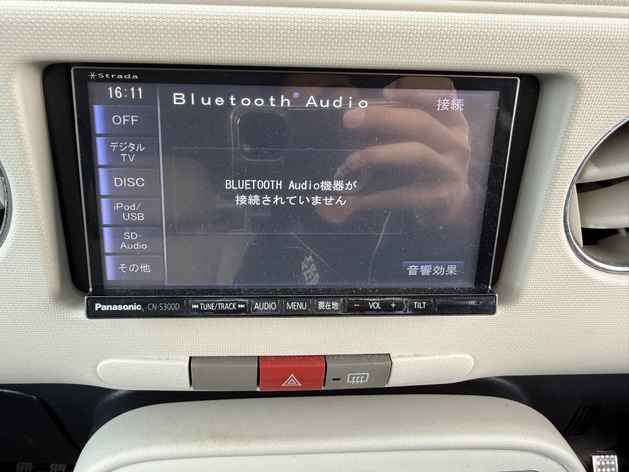 Strada
16:11
Bluetooth® Audio
接続
OFF
デジタル
TV
DISC
iPod/
USB
SD-
Audio
その他
BLUETOOTH Audio機器が
接続されていません
音響効果
Panasonic CN-S300D
TUNE/TRACK
AUDIO
MENU
現在地
− VOL +
TILT
MIC